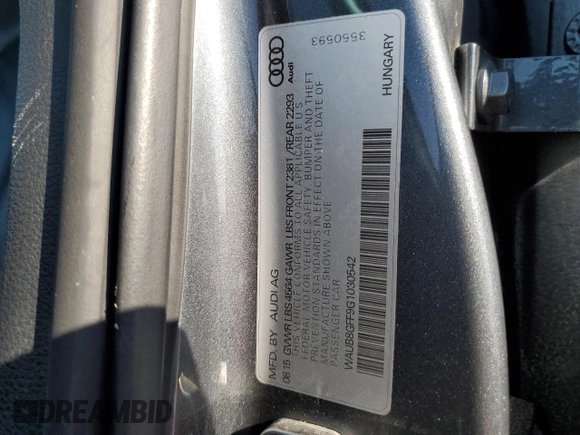 Audi
3550593
MFD. BY AUDI AG
08.15 GVWR LBS 4564 GAWR LBS FRONT 2381 /REAR 2293
THIS VEHICLE CONFORMS TO ALL APPLICABLE U.S.
FEDERAL MOTOR VEHICLE SAFETY, BUMPER AND THEFT
PREVENTION STANDARDS IN EFFECT ON THE DATE OF
MANUFACTURE SHOWN ABOVE
PASSENGER CAR
WAUB8GFF9G1030542
HUNGARY
DREAMBID